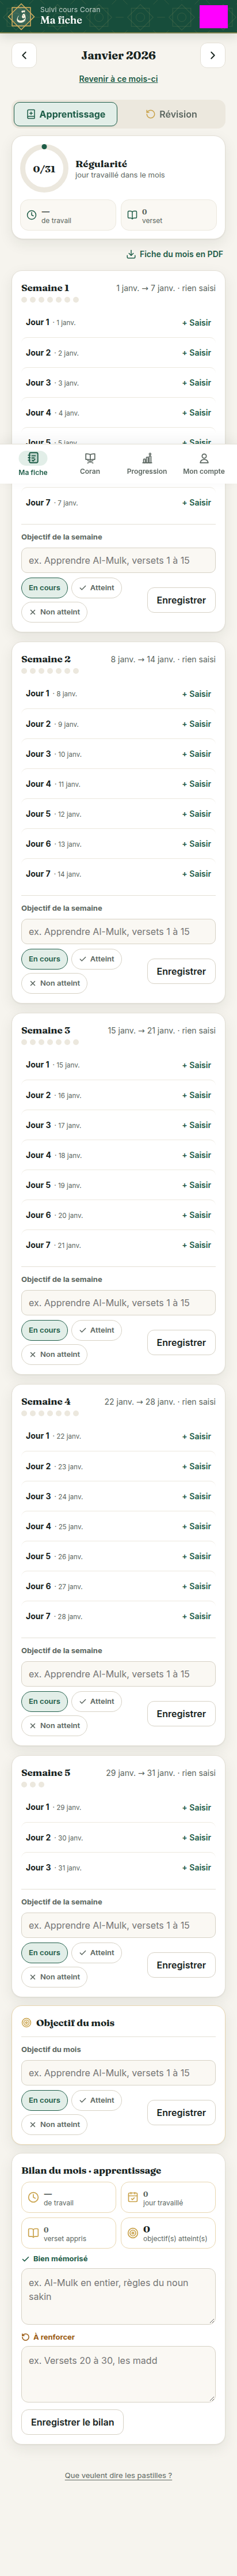 Suivi cours Coran
Ma fiche
Janvier 2026
Revenir à ce mois-ci
Apprentissage
Révision
0/31
Régularité
jour travaillé dans le mois
—
de travail
0
verset
Fiche du mois en PDF
Semaine 1
1 janv. → 7 janv. · rien saisi
Jour 1 · 1 janv.
+ Saisir
Jour 2 · 2 janv.
+ Saisir
Jour 3 · 3 janv.
+ Saisir
Jour 4 · 4 janv.
+ Saisir
Jour 5 · 5 janv.
+ Saisir
Ma fiche
Coran
Progression
Mon compte
Jour 7 · 7 janv.
+ Saisir
Objectif de la semaine
ex. Apprendre Al-Mulk, versets 1 à 15
En cours
Atteint
Non atteint
Enregistrer
Semaine 2
8 janv. → 14 janv. · rien saisi
Jour 1 · 8 janv.
+ Saisir
Jour 2 · 9 janv.
+ Saisir
Jour 3 · 10 janv.
+ Saisir
Jour 4 · 11 janv.
+ Saisir
Jour 5 · 12 janv.
+ Saisir
Jour 6 · 13 janv.
+ Saisir
Jour 7 · 14 janv.
+ Saisir
Objectif de la semaine
ex. Apprendre Al-Mulk, versets 1 à 15
En cours
Atteint
Non atteint
Enregistrer
Semaine 3
15 janv. → 21 janv. · rien saisi
Jour 1 · 15 janv.
+ Saisir
Jour 2 · 16 janv.
+ Saisir
Jour 3 · 17 janv.
+ Saisir
Jour 4 · 18 janv.
+ Saisir
Jour 5 · 19 janv.
+ Saisir
Jour 6 · 20 janv.
+ Saisir
Jour 7 · 21 janv.
+ Saisir
Objectif de la semaine
ex. Apprendre Al-Mulk, versets 1 à 15
En cours
Atteint
Non atteint
Enregistrer
Semaine 4
22 janv. → 28 janv. · rien saisi
Jour 1 · 22 janv.
+ Saisir
Jour 2 · 23 janv.
+ Saisir
Jour 3 · 24 janv.
+ Saisir
Jour 4 · 25 janv.
+ Saisir
Jour 5 · 26 janv.
+ Saisir
Jour 6 · 27 janv.
+ Saisir
Jour 7 · 28 janv.
+ Saisir
Objectif de la semaine
ex. Apprendre Al-Mulk, versets 1 à 15
En cours
Atteint
Non atteint
Enregistrer
Semaine 5
29 janv. → 31 janv. · rien saisi
Jour 1 · 29 janv.
+ Saisir
Jour 2 · 30 janv.
+ Saisir
Jour 3 · 31 janv.
+ Saisir
Objectif de la semaine
ex. Apprendre Al-Mulk, versets 1 à 15
En cours
Atteint
Non atteint
Enregistrer
Objectif du mois
Objectif du mois
ex. Apprendre Al-Mulk, versets 1 à 15
En cours
Atteint
Non atteint
Enregistrer
Bilan du mois · apprentissage
—
de travail
0
jour travaillé
0
verset appris
0
objectif(s) atteint(s)
Bien mémorisé
ex. Al-Mulk en entier, règles du noun
sakin
À renforcer
ex. Versets 20 à 30, les madd
Enregistrer le bilan
Que veulent dire les pastilles ?